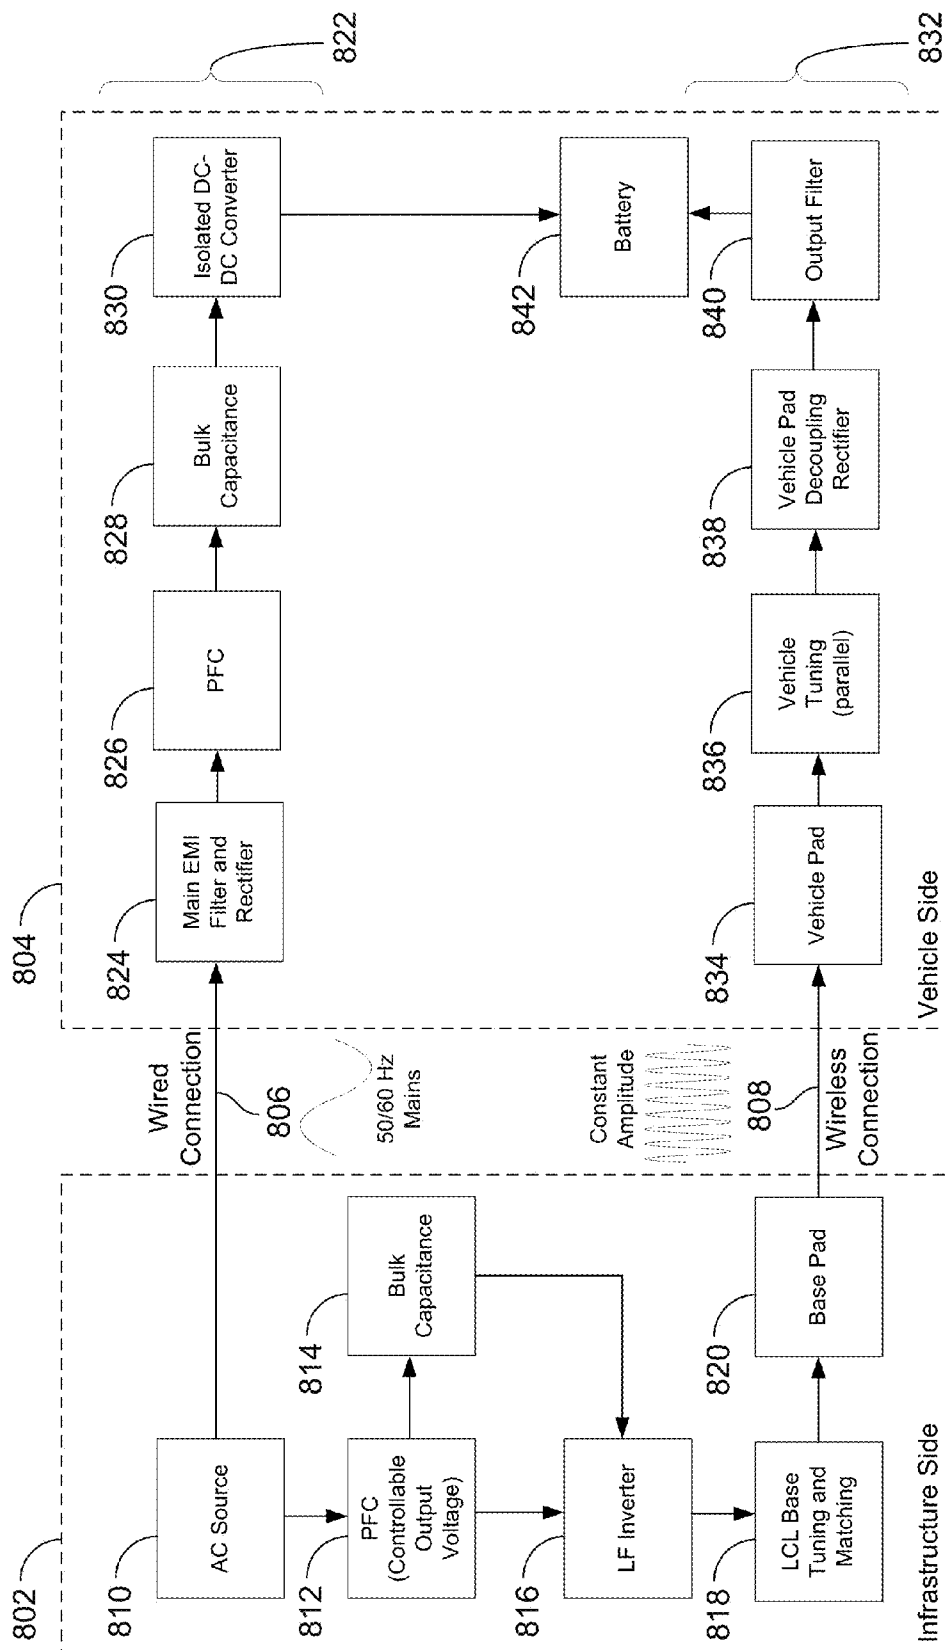 802
804
822
810
AC Source
Wired
Connection
806
50/60 Hz
Mains
824
Main EMI
Filter and
Rectifier
826
PFC
828
Bulk
Capacitance
830
Isolated DC-
DC Converter
812
PFC
(Controllable
Output
Voltage)
814
Bulk
Capacitance
816
LF Inverter
Constant
Amplitude
842
Battery
818
LCL Base
Tuning and
Matching
820
Base Pad
808
Wireless
Connection
834
Vehicle Pad
836
Vehicle
Tuning
(parallel)
838
Vehicle Pad
Decoupling
Rectifier
840
Output Filter
832
Infrastructure Side
Vehicle Side